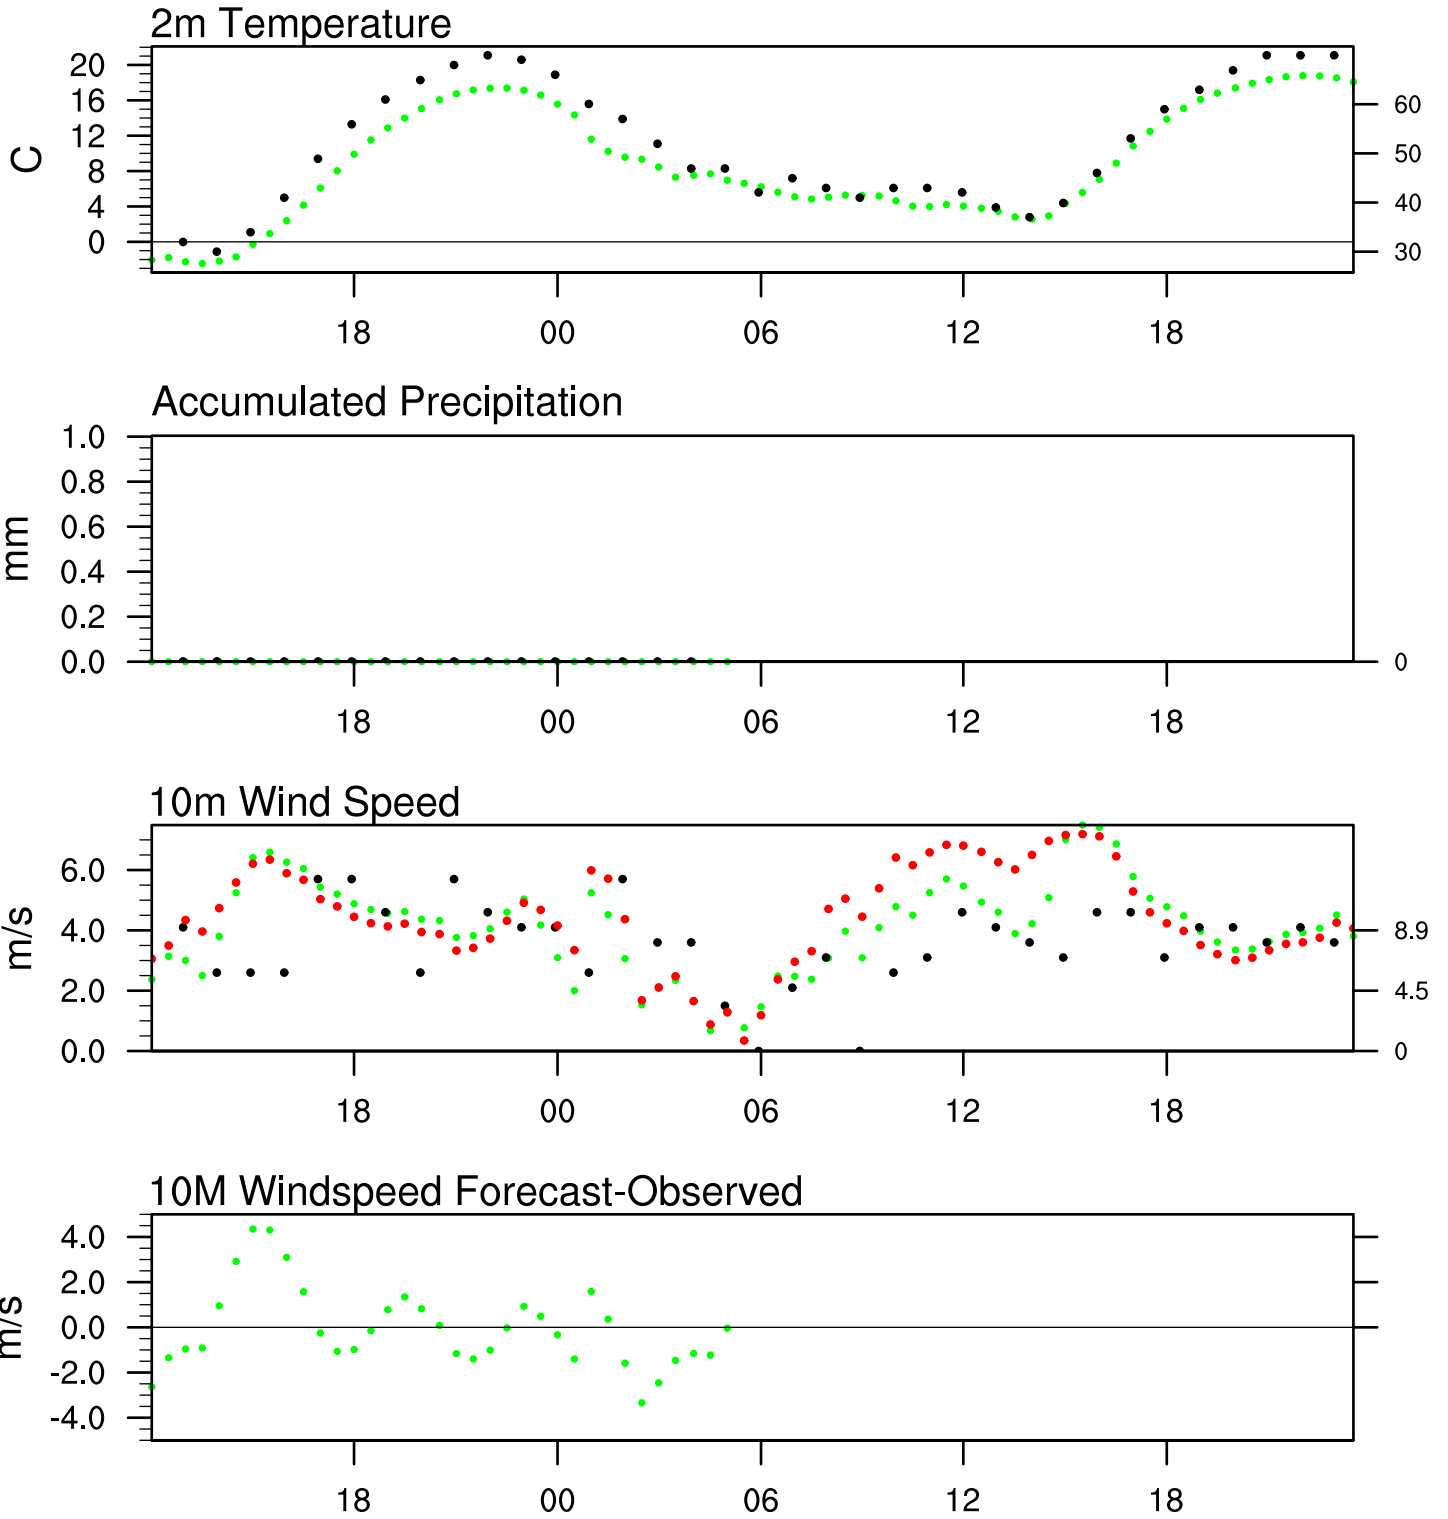 2m Temperature
20
16
12
8
4
0
C
60
50
40
30
18 00 06 12 18
Accumulated Precipitation
1.0
0.8
0.6
0.4
0.2
0.0
mm
0
18 00 06 12 18
10m Wind Speed
6.0
4.0
2.0
0.0
m/s
8.9
4.5
0
18 00 06 12 18
10M Windspeed Forecast-Observed
4.0
2.0
0.0
-2.0
-4.0
m/s
18 00 06 12 18